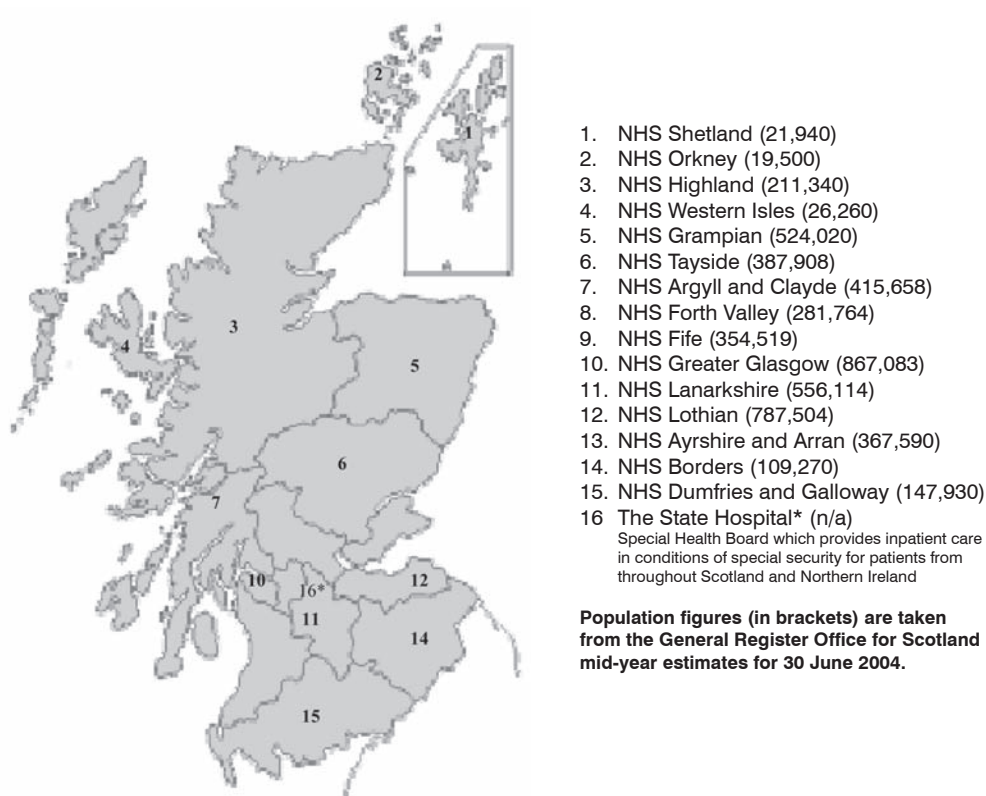 2
1
3
4
5
6
7
10
16*
12
11
14
15
1. NHS Shetland (21,940)
2. NHS Orkney (19,500)
3. NHS Highland (211,340)
4. NHS Western Isles (26,260)
5. NHS Grampian (524,020)
6. NHS Tayside (387,908)
7. NHS Argyll and Clayde (415,658)
8. NHS Forth Valley (281,764)
9. NHS Fife (354,519)
10. NHS Greater Glasgow (867,083)
11. NHS Lanarkshire (556,114)
12. NHS Lothian (787,504)
13. NHS Ayrshire and Arran (367,590)
14. NHS Borders (109,270)
15. NHS Dumfries and Galloway (147,930)
16 The State Hospital* (n/a)
Special Health Board which provides inpatient care
in conditions of special security for patients from
throughout Scotland and Northern Ireland
Population figures (in brackets) are taken
from the General Register Office for Scotland
mid-year estimates for 30 June 2004.